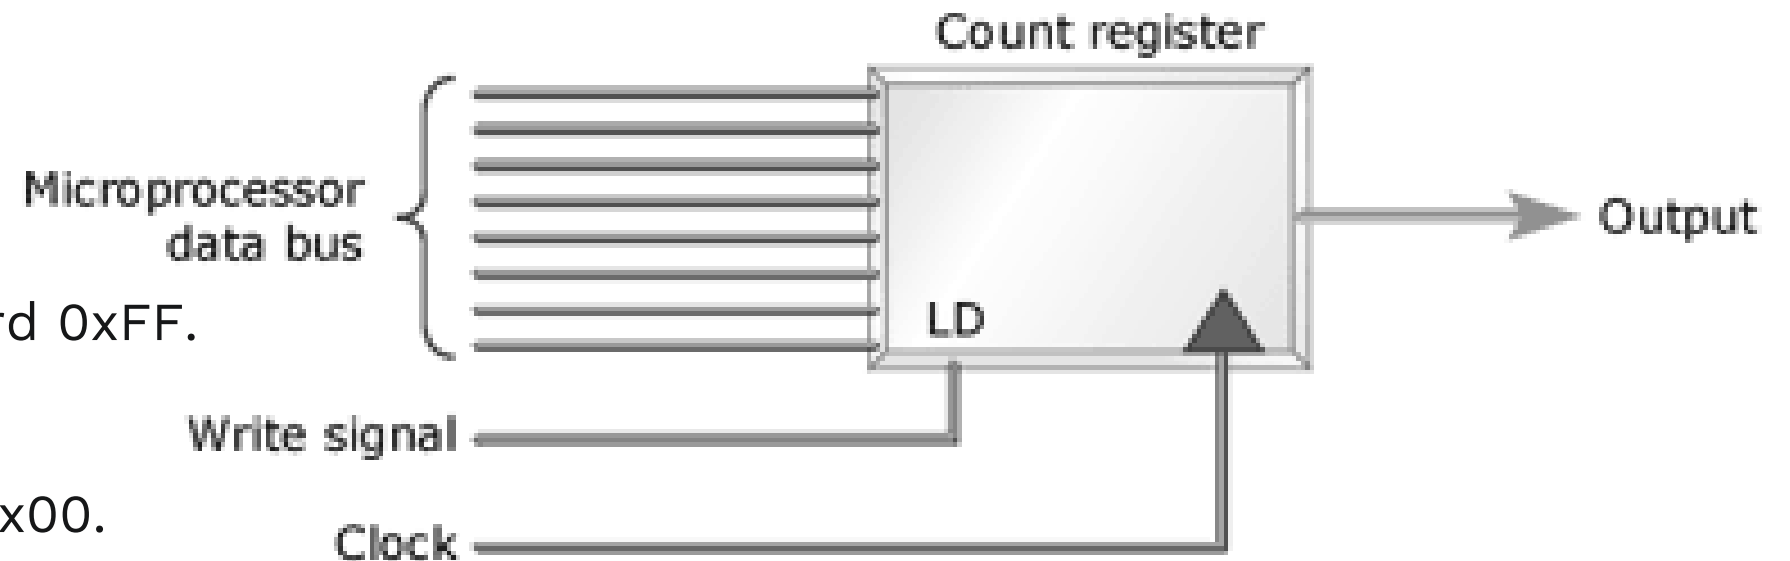 Count register
Microprocessor
data bus
Output
rd 0xFF.
LD
Write signal
x00.
Clock